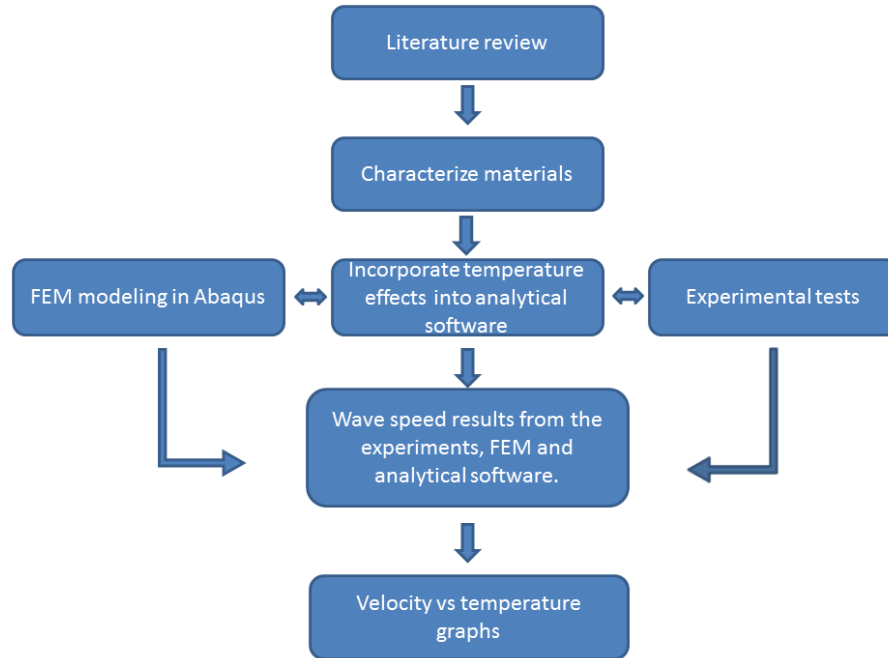 Literature review
Characterize materials
FEM modeling in Abaqus
Incorporate temperature
effects into analytical
software
Experimental tests
Wave speed results from the
experiments, FEM and
analytical software.
Velocity vs temperature
graphs